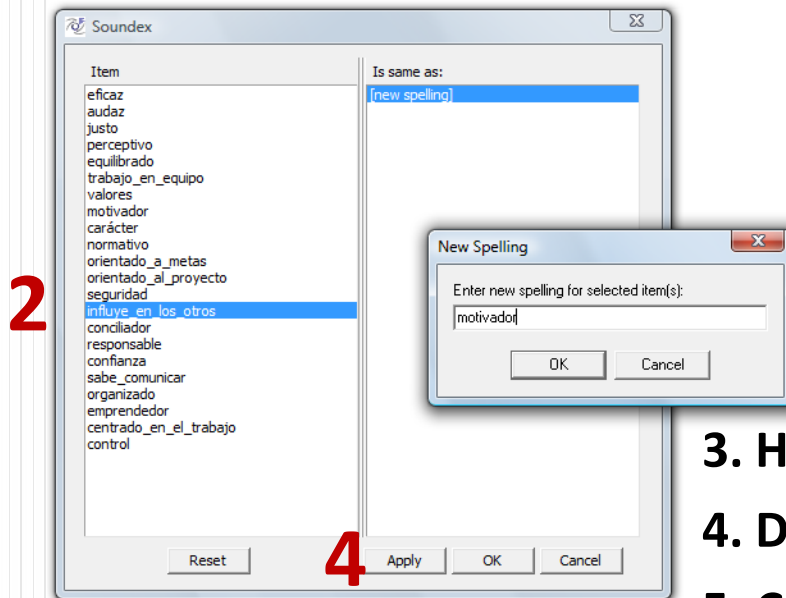 Soundex
Item
Is same as:
eficaz
audaz
justo
perceptivo
equilibrado
trabajo_en_equipo
valores
motivador
carácter
normativo
orientado_a_metas
orientado_al_proyecto
seguridad
influye_en_los_otros
conciliador
responsable
confianza
sabe_comunicar
organizado
emprendedor
centrado_en_el_trabajo
control
[new spelling]
New Spelling
Enter new spelling for selected item(s):
motivador
OK Cancel
2
Reset
4
Apply OK Cancel
3. H
4. D